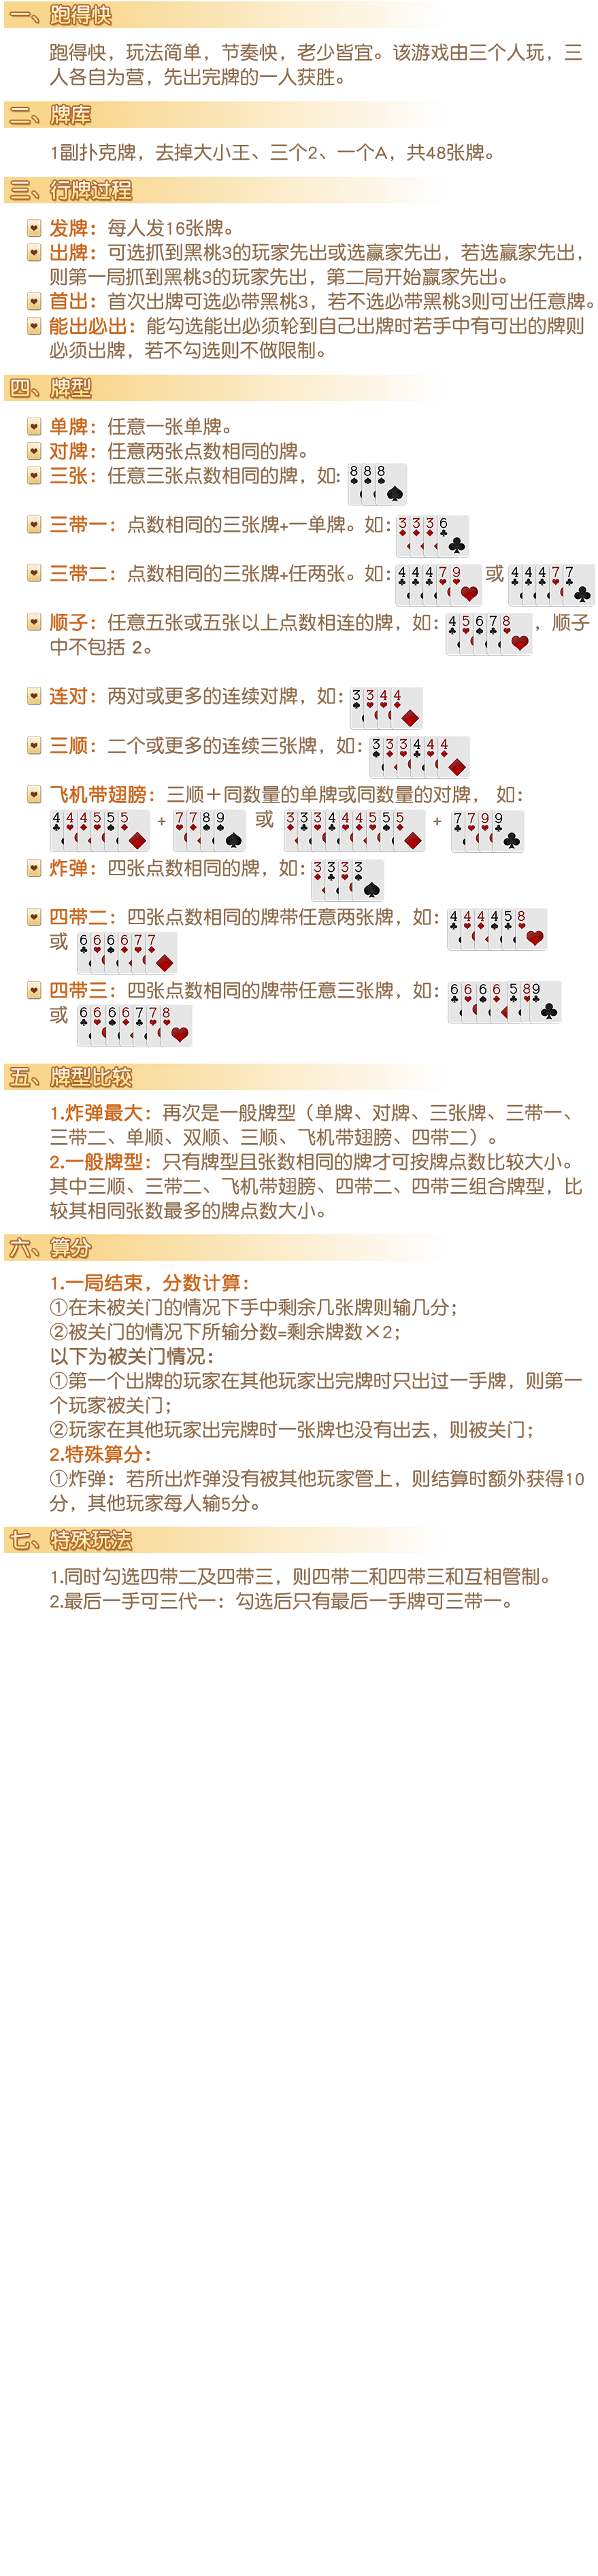 一、跑得快
跑得快，玩法简单，节奏快，老少皆宜。该游戏由三个人玩，三
人各自为营，先出完牌的一人获胜。
二、牌库
1副扑克牌，去掉大小王、三个2、一个A，共48张牌。
三、行牌过程
发牌：每人发16张牌。
出牌：可选抓到黑桃3的玩家先出或选赢家先出，若选赢家先出，
则第一局抓到黑桃3的玩家先出，第二局开始赢家先出。
首出：首次出牌可选必带黑桃3，若不选必带黑桃3则可出任意牌。
能出必出：能勾选能出必须轮到自己出牌时若手中有可出的牌则
必须出牌，若不勾选则不做限制。
四、牌型
单牌：任意一张单牌。
对牌：任意两张点数相同的牌。
三张：任意三张点数相同的牌，如: 8 8 8
三带一：点数相同的三张牌+一单牌。如: 3 3 3 6
三带二：点数相同的三张牌+任两张。如: 4 4 4 7 9 或 4 4 4 7 7
顺子：任意五张或五张以上点数相连的牌，如: 4 5 6 7 8 ，顺子
中不包括 2。
连对：两对或更多的连续对牌，如: 3 3 4 4
三顺：二个或更多的连续三张牌，如: 3 3 3 4 4 4
飞机带翅膀：三顺＋同数量的单牌或同数量的对牌， 如:
4 4 4 5 5 5 + 7 7 8 9 或 3 3 3 4 4 4 5 5 5 + 7 7 9 9
炸弹：四张点数相同的牌，如: 3 3 3 3
四带二：四张点数相同的牌带任意两张牌，如: 4 4 4 4 5 8
或 6 6 6 6 7 7
四带三：四张点数相同的牌带任意三张牌，如: 6 6 6 6 5 8 9
或 6 6 6 6 7 7 8
五、牌型比较
1.炸弹最大：再次是一般牌型（单牌、对牌、三张牌、三带一、
三带二、单顺、双顺、三顺、飞机带翅膀、四带二）。
2.一般牌型：只有牌型且张数相同的牌才可按牌点数比较大小。
其中三顺、三带二、飞机带翅膀、四带二、四带三组合牌型，比
较其相同张数最多的牌点数大小。
六、算分
1.一局结束，分数计算：
①在未被关门的情况下手中剩余几张牌则输几分；
②被关门的情况下所输分数=剩余牌数×2；
以下为被关门情况：
①第一个出牌的玩家在其他玩家出完牌时只出过一手牌，则第一
个玩家被关门；
②玩家在其他玩家出完牌时一张牌也没有出去，则被关门；
2.特殊算分：
①炸弹：若所出炸弹没有被其他玩家管上，则结算时额外获得10
分，其他玩家每人输5分。
七、特殊玩法
1.同时勾选四带二及四带三，则四带二和四带三和互相管制。
2.最后一手可三代一：勾选后只有最后一手牌可三带一。